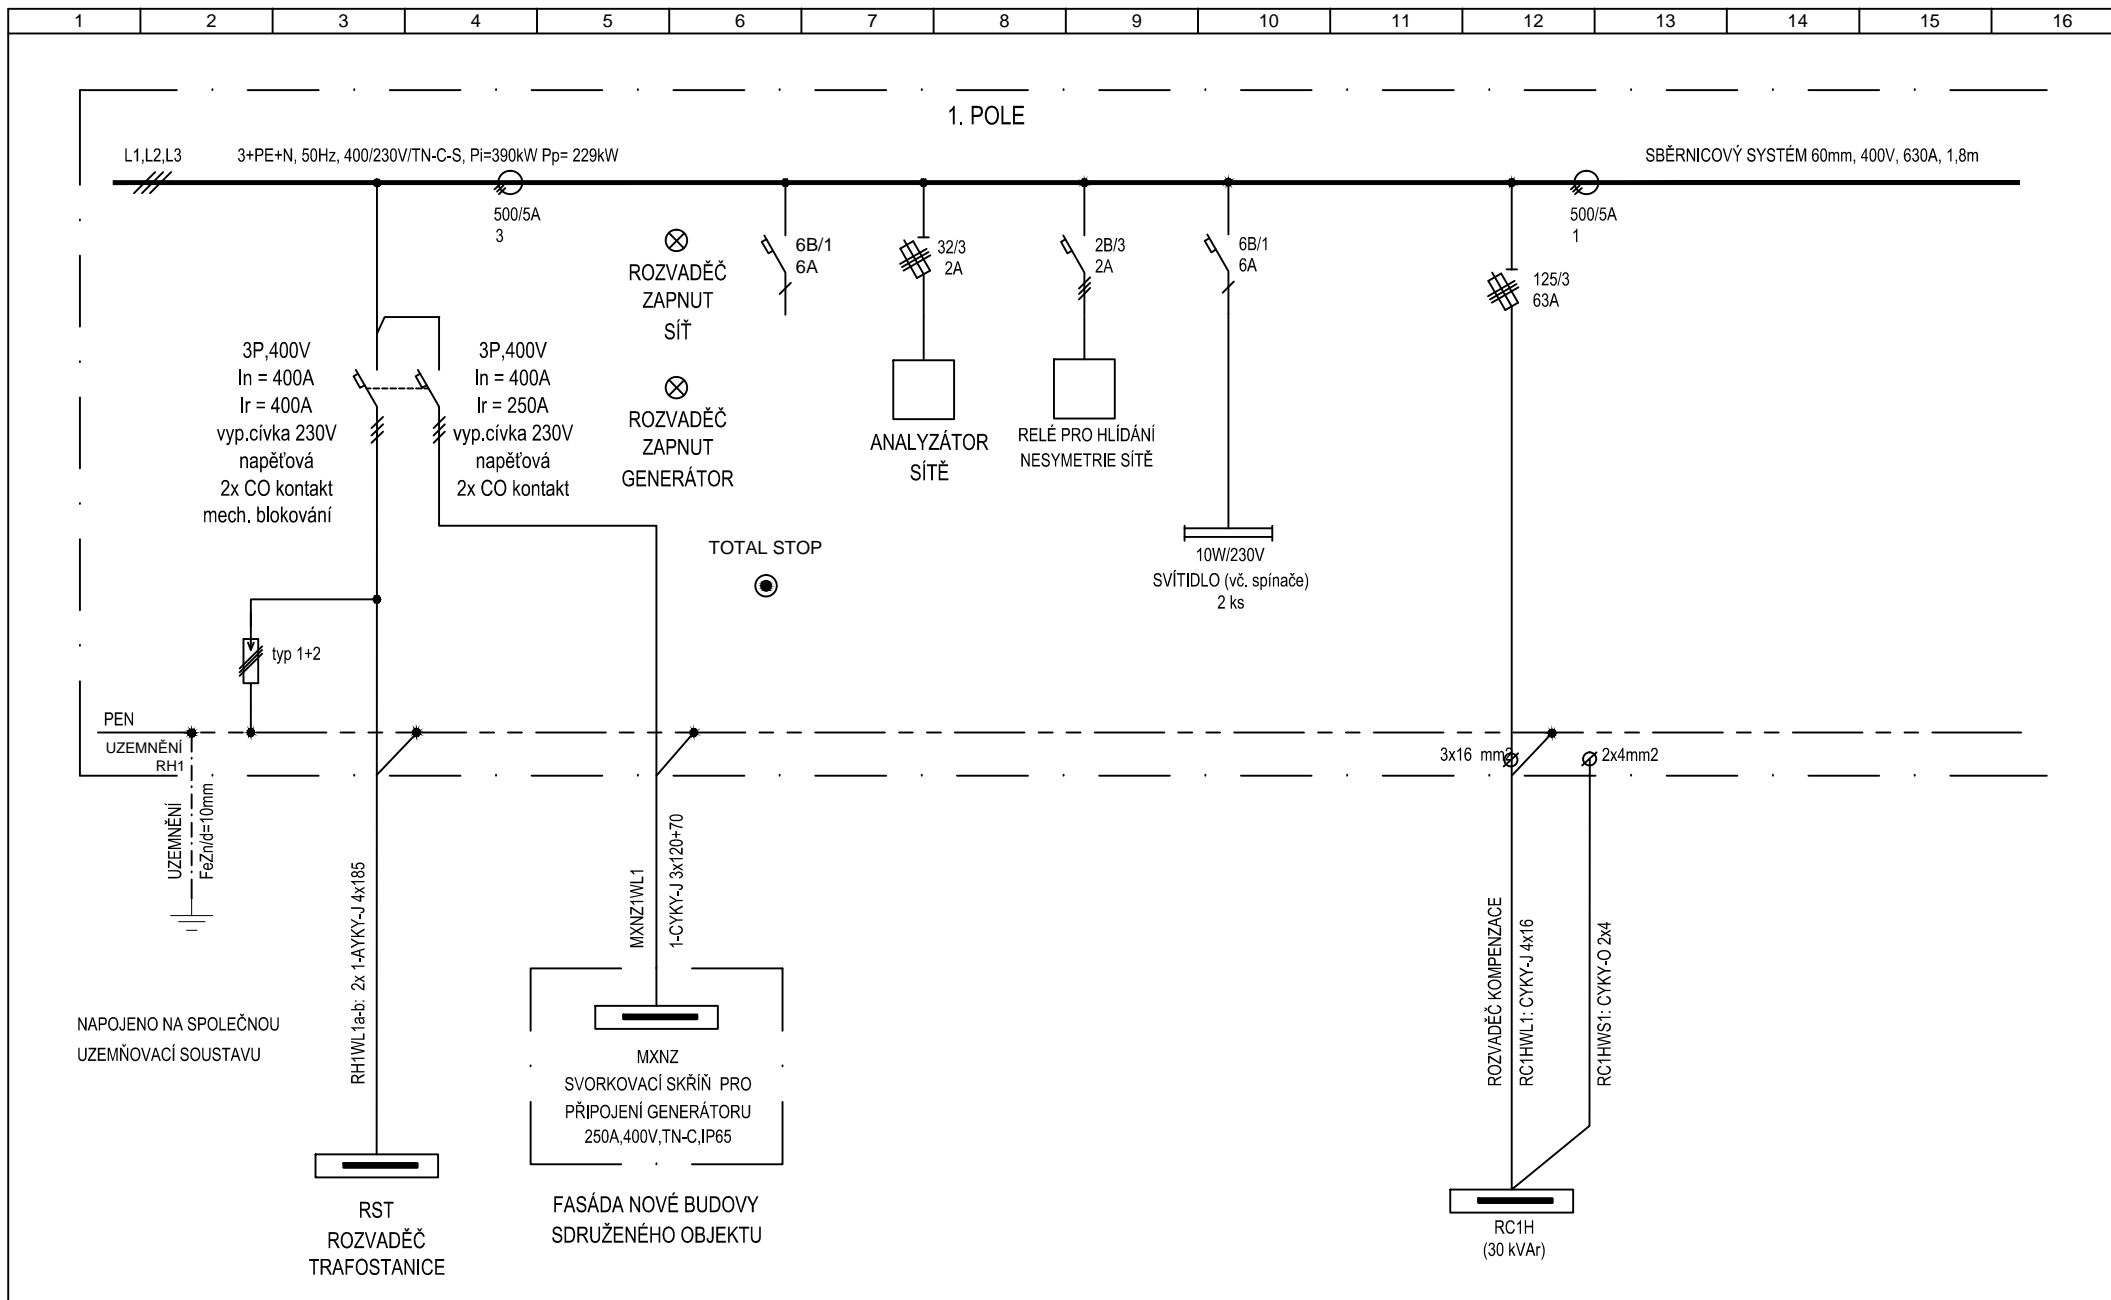 1 2 3 4 5 6 7 8 9 10 11 12 13 14 15 16
1. POLE
L1,L2,L3
3+PE+N, 50Hz, 400/230V/TN-C-S, Pi=390kW Pp= 229kW
SBĚRNICOVÝ SYSTÉM 60mm, 400V, 630A, 1,8m
500/5A
3
500/5A
1
ROZVADĚČ
ZAPNUT
SÍŤ
6B/1
6A
32/3
2A
2B/3
2A
6B/1
6A
125/3
63A
3P,400V
In = 400A
Ir = 400A
vyp.cívka 230V
napěťová
2x CO kontakt
mech. blokování
3P,400V
In = 400A
Ir = 250A
vyp.cívka 230V
napěťová
2x CO kontakt
ROZVADĚČ
ZAPNUT
GENERÁTOR
ANALYZÁTOR
SÍTĚ
RELÉ PRO HLÍDÁNÍ
NESYMETRIE SÍTĚ
TOTAL STOP
10W/230V
SVÍTIDLO (vč. spínače)
2 ks
typ 1+2
PEN
UZEMNĚNÍ
RH1
3x16 mm2
2x4mm2
UZEMNĚNÍ
FeZn/d=10mm
RH1WL1a-b: 2x 1-AYKY-J 4x185
MXNZ1WL1
1-CYKY-J 3x120+70
ROZVADĚČ KOMPENZACE
RC1HWL1: CYKY-J 4x16
RC1HWS1: CYKY-O 2x4
NAPOJENO NA SPOLEČNOU
UZEMŇOVACÍ SOUSTAVU
MXNZ
SVORKOVACÍ SKŘÍŇ PRO
PŘIPOJENÍ GENERÁTORU
250A,400V,TN-C,IP65
RST
ROZVADĚČ
TRAFOSTANICE
FASÁDA NOVÉ BUDOVY
SDRUŽENÉHO OBJEKTU
RC1H
(30 kVAr)